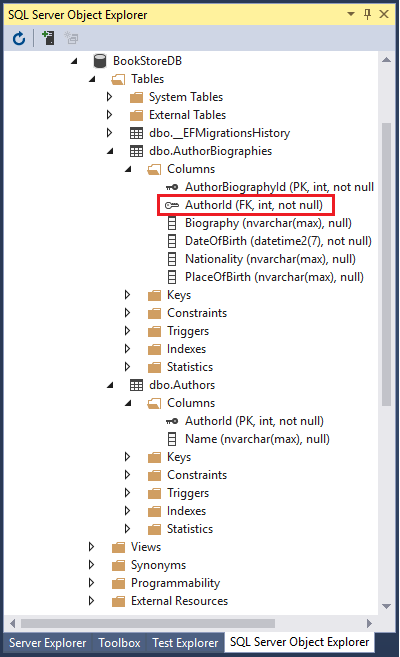 SQL Server Object Explorer
BookStoreDB
Tables
System Tables
External Tables
dbo.__EFMigrationsHistory
dbo.AuthorBiographies
Columns
AuthorBiographyId (PK, int, not null
AuthorId (FK, int, not null)
Biography (nvarchar(max), null)
DateOfBirth (datetime2(7), not null)
Nationality (nvarchar(max), null)
PlaceOfBirth (nvarchar(max), null)
Keys
Constraints
Triggers
Indexes
Statistics
dbo.Authors
Columns
AuthorId (PK, int, not null)
Name (nvarchar(max), null)
Keys
Constraints
Triggers
Indexes
Statistics
Views
Synonyms
Programmability
External Resources
Server Explorer Toolbox Test Explorer SQL Server Object Explorer